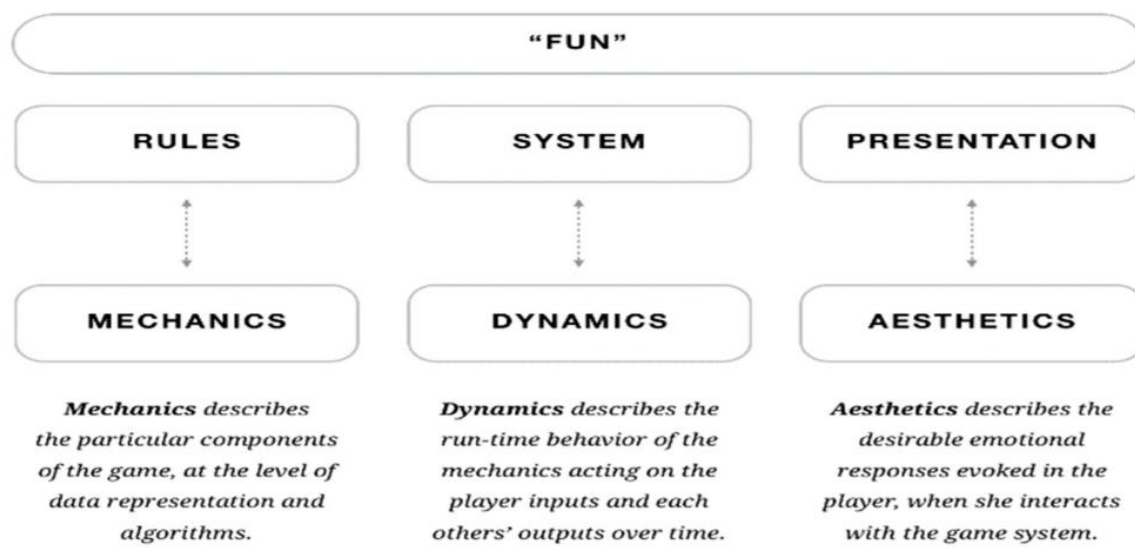 “FUN”
RULES
SYSTEM
PRESENTATION
MECHANICS
DYNAMICS
AESTHETICS
Mechanics describes
the particular components
of the game, at the level of
data representation and
algorithms.
Dynamics describes the
run-time behavior of the
mechanics acting on the
player inputs and each
others’ outputs over time.
Aesthetics describes the
desirable emotional
responses evoked in the
player, when she interacts
with the game system.